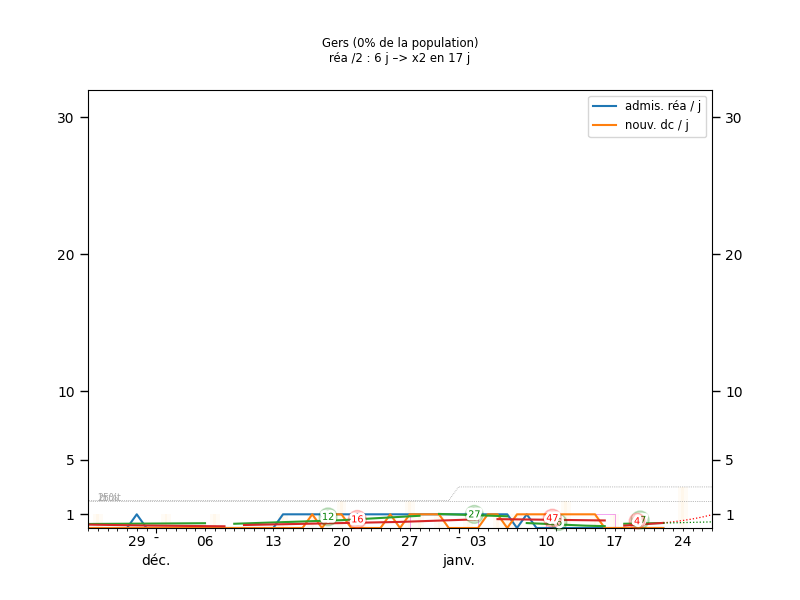 Gers (0% de la population)
réa /2 : 6 j –> x2 en 17 j
admis. réa / j
nouv. dc / j
30 30
20 20
10 10
5 5
1 1
12 16 27 47 4
29 - 06 13 20 27 - 03 10 17 24
déc. janv.